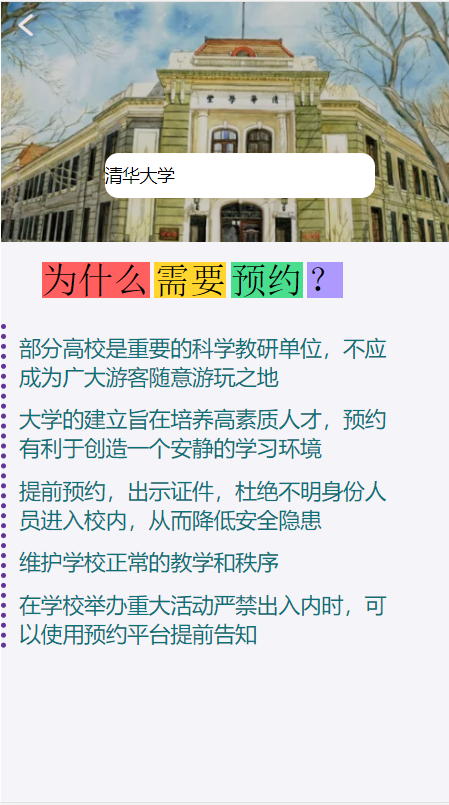 堂學華清
清华大学
为什么需要预约？
部分高校是重要的科学教研单位，不应
成为广大游客随意游玩之地
大学的建立旨在培养高素质人才，预约
有利于创造一个安静的学习环境
提前预约，出示证件，杜绝不明身份人
员进入校内，从而降低安全隐患
维护学校正常的教学和秩序
在学校举办重大活动严禁出入内时，可
以使用预约平台提前告知